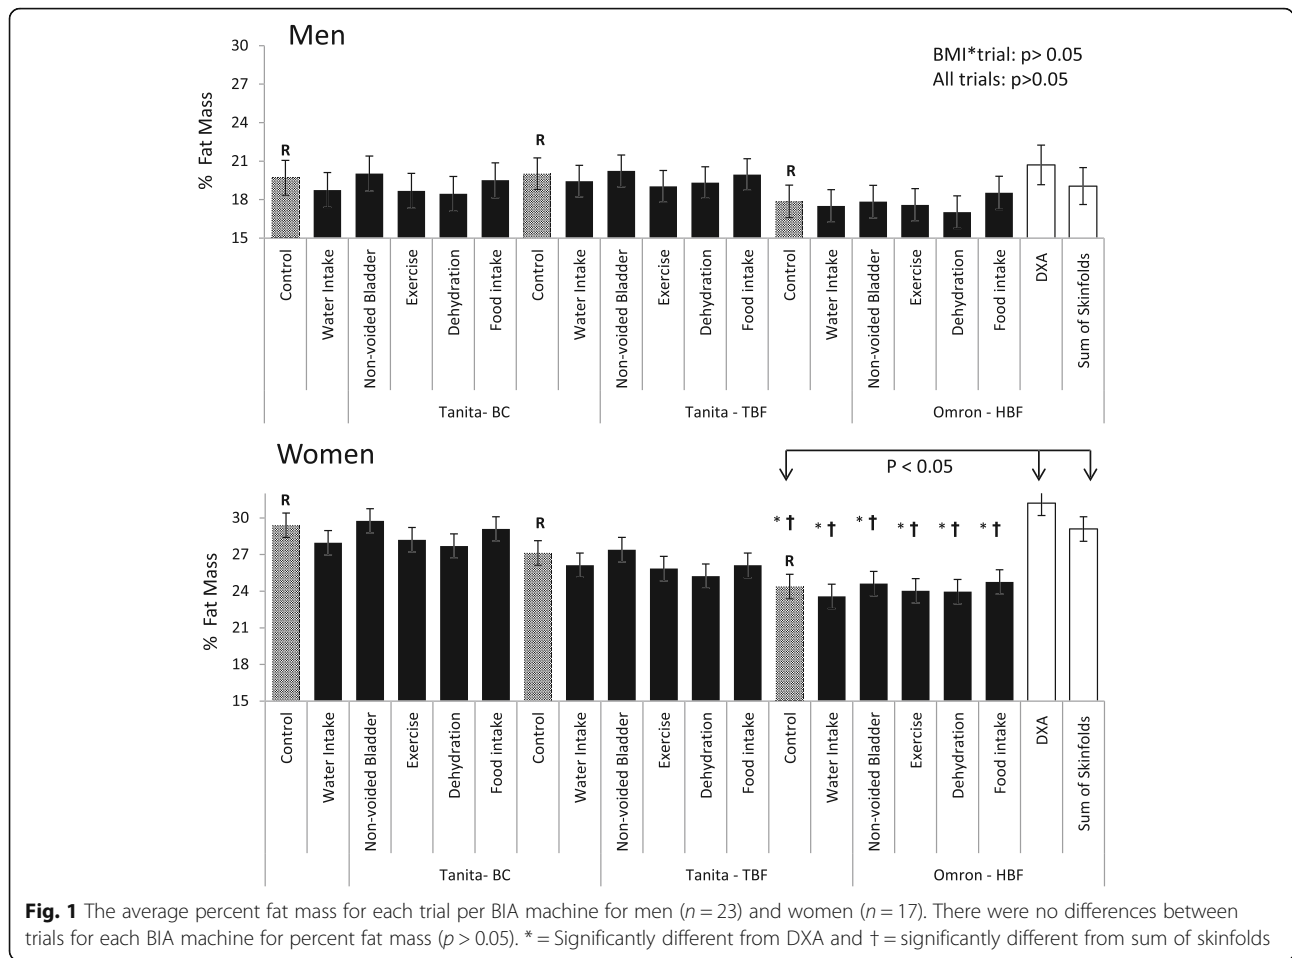 Men
BMI*trial: p> 0.05
All trials: p>0.05
% Fat Mass
30
27
24
21
18
15
R
R
R
Control
Water Intake
Non-voided Bladder
Exercise
Dehydration
Food intake
Control
Water Intake
Non-voided Bladder
Exercise
Dehydration
Food intake
Control
Water Intake
Non-voided Bladder
Exercise
Dehydration
Food intake
DXA
Sum of Skinfolds
Tanita- BC
Tanita - TBF
Omron - HBF
Women
P < 0.05
% Fat Mass
30
27
24
21
18
15
R
R
R
* †
* †
* †
* †
* †
* †
Control
Water Intake
Non-voided Bladder
Exercise
Dehydration
Food intake
Control
Water Intake
Non-voided Bladder
Exercise
Dehydration
Food intake
Control
Water Intake
Non-voided Bladder
Exercise
Dehydration
Food intake
DXA
Sum of Skinfolds
Tanita- BC
Tanita - TBF
Omron - HBF
Fig. 1 The average percent fat mass for each trial per BIA machine for men (n = 23) and women (n = 17). There were no differences between
trials for each BIA machine for percent fat mass (p > 0.05). * = Significantly different from DXA and † = significantly different from sum of skinfolds